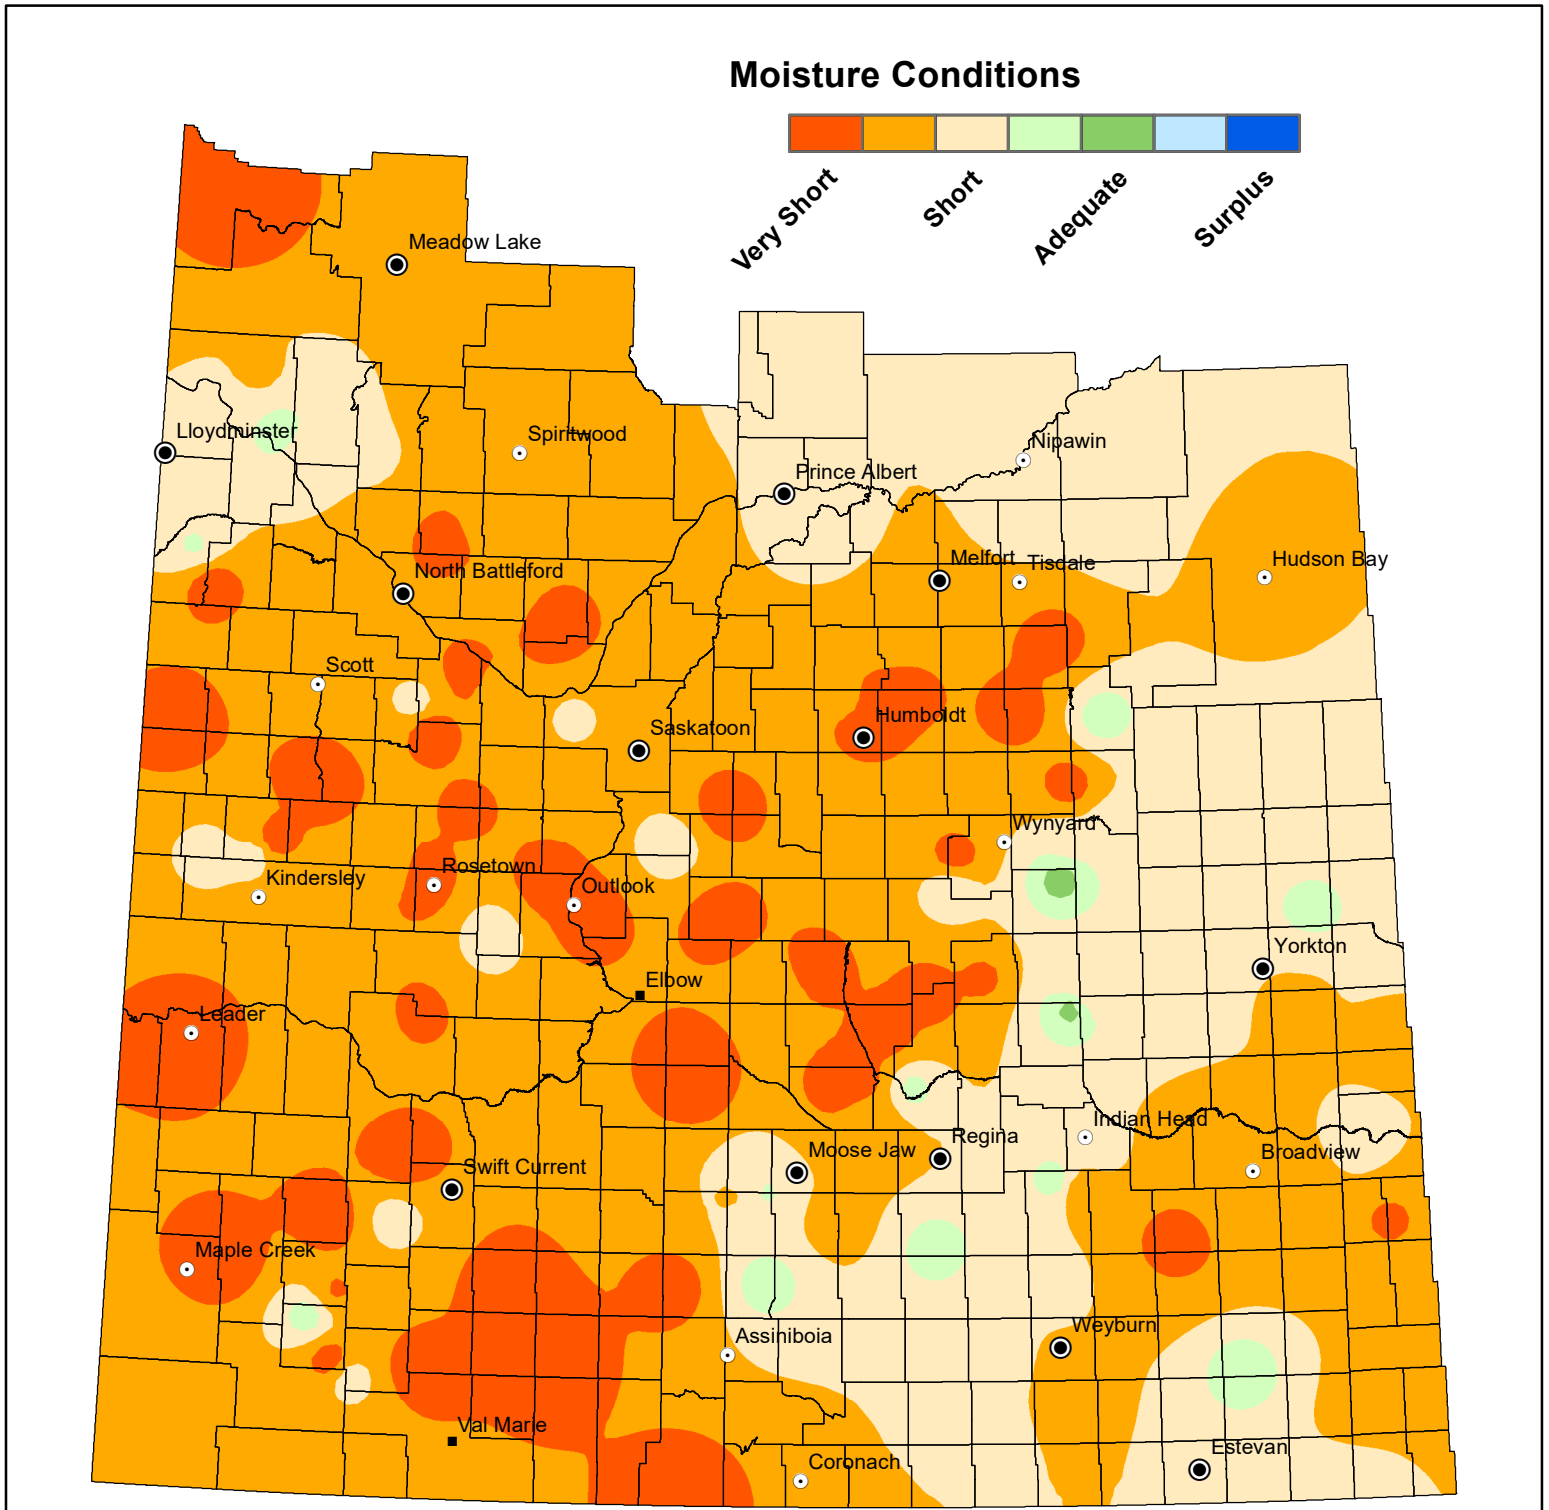 Moisture Conditions
Very Short
Short
Adequate
Surplus
Meadow Lake
Lloydminster
Spiritwood
Nipawin
Prince Albert
Hudson Bay
Melfort
Tisdale
North Battleford
Scott
Humboldt
Saskatoon
Wynyard
Rosetown
Kindersley
Outlook
Yorkton
Elbow
Leader
Indian Head
Regina
Moose Jaw
Broadview
Swift Current
Maple Creek
Weyburn
Assiniboia
Val Marie
Estevan
Coronach